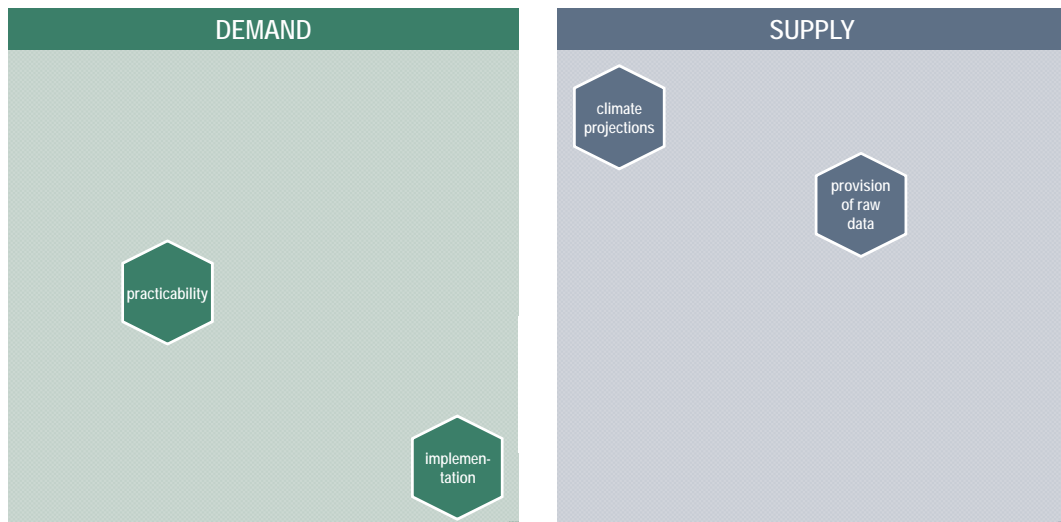 DEMAND
SUPPLY
climate
projections
provision
of raw
data
practicability
implemen-
tation